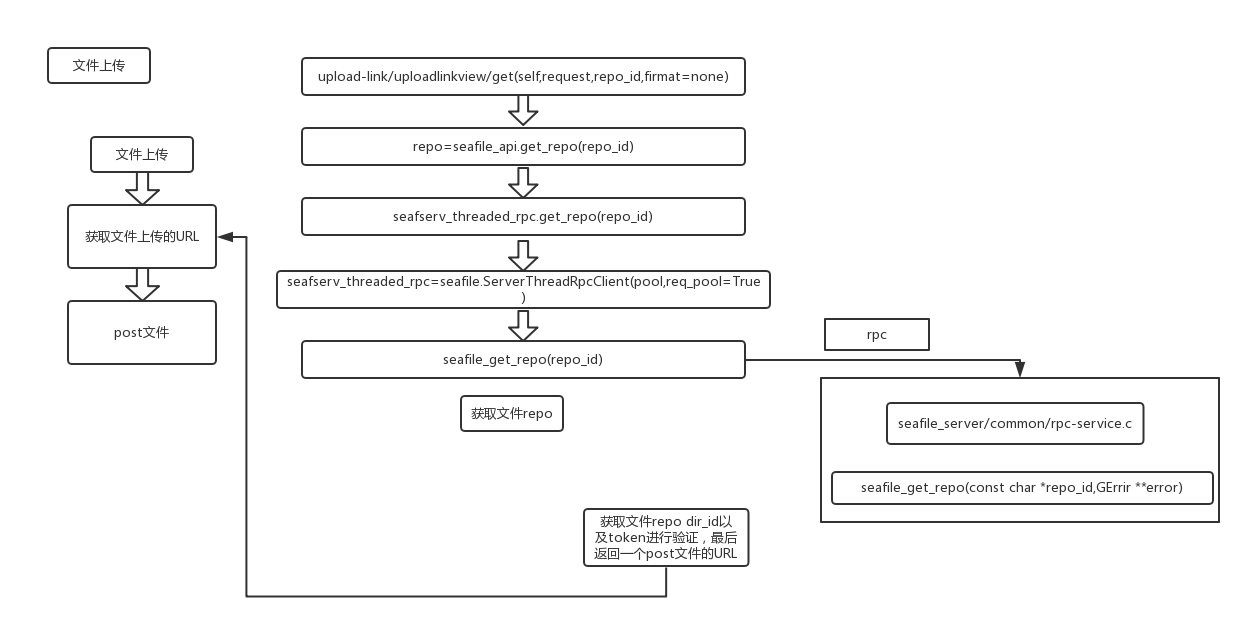 文件上传
文件上传
获取文件上传的URL
post文件
upload-link/uploadlinkview/get(self,request,repo_id,firmat=none)
repo=seafile_api.get_repo(repo_id)
seafserv_threaded_rpc.get_repo(repo_id)
seafserv_threaded_rpc=seafile.ServerThreadRpcClient(pool,req_pool=True
)
seafile_get_repo(repo_id)
获取文件repo
rpc
seafile_server/common/rpc-service.c
seafile_get_repo(const char *repo_id,GErrir **error)
获取文件repo dir_id以
及token进行验证，最后
返回一个post文件的URL